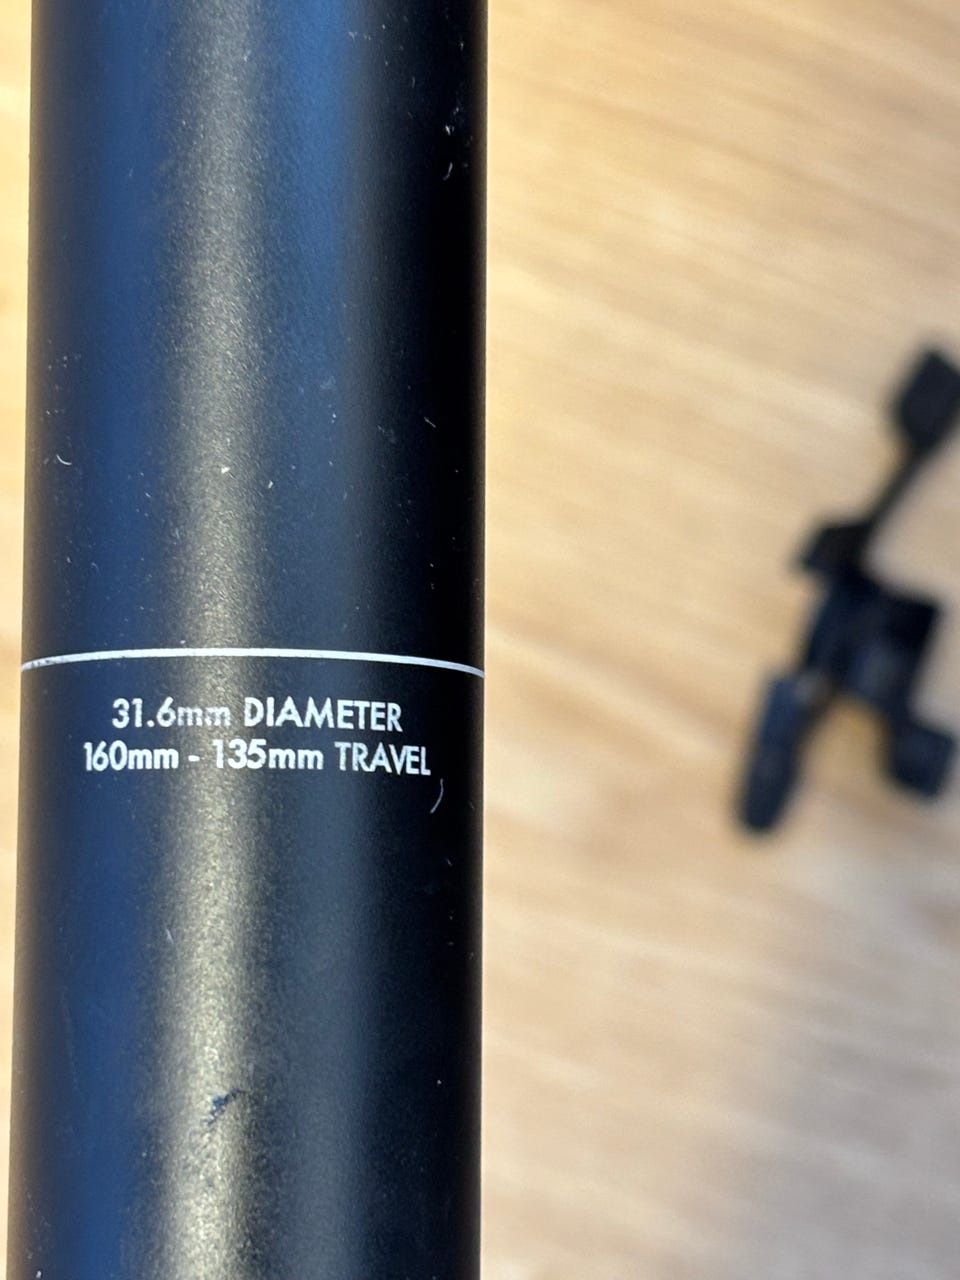 31.6mm DIAMETER
160mm - 135mm TRAVEL